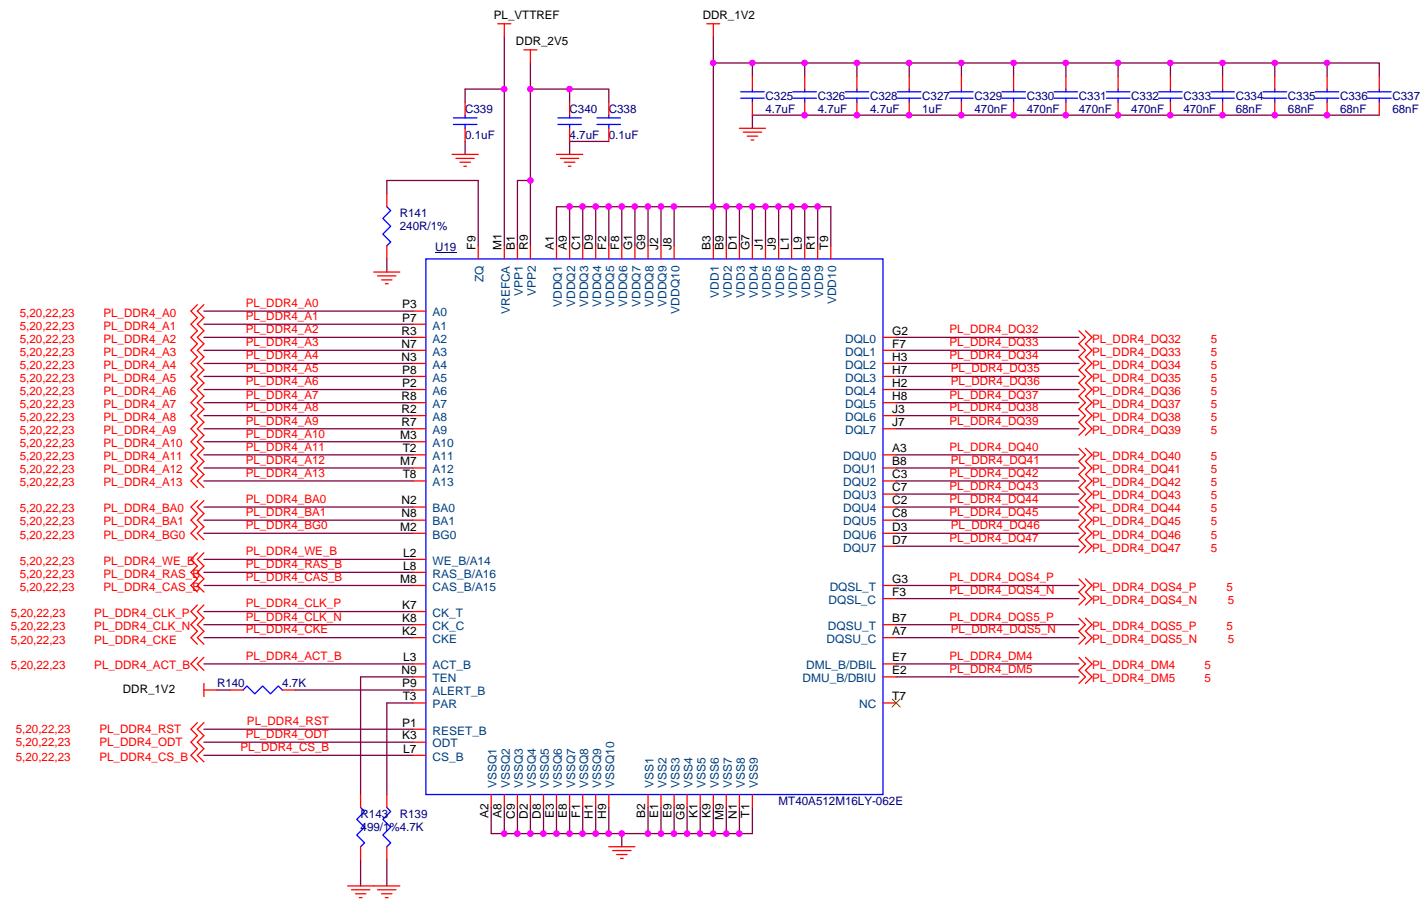 PL_VTTREF
DDR_2V5
DDR_1V2
C339
0.1uF
C340
4.7uF
C338
0.1uF
C325
4.7uF
C326
4.7uF
C328
4.7uF
C327
1uF
C329
470nF
C330
470nF
C331
470nF
C332
470nF
C333
470nF
C334
68nF
C335
68nF
C336
68nF
C337
68nF
R141
240R/1%
U19
F9 M1 B1 R9 A1 A9 C1 D9 F2 F8 G1 G9 J2 J8 B3 B9 D1 G7 J1 J9 L1 L9 R1 T9
ZQ VREFCA VPP1 VPP2 VDDQ1 VDDQ2 VDDQ3 VDDQ4 VDDQ5 VDDQ6 VDDQ7 VDDQ8 VDDQ9 VDDQ10 VDD1 VDD2 VDD3 VDD4 VDD5 VDD6 VDD7 VDD8 VDD9 VDD10
5,20,22,23 PL_DDR4_A0 PL_DDR4_A0 P3 A0
5,20,22,23 PL_DDR4_A1 PL_DDR4_A1 P7 A1
5,20,22,23 PL_DDR4_A2 PL_DDR4_A2 R3 A2
5,20,22,23 PL_DDR4_A3 PL_DDR4_A3 N7 A3
5,20,22,23 PL_DDR4_A4 PL_DDR4_A4 N3 A4
5,20,22,23 PL_DDR4_A5 PL_DDR4_A5 P8 A5
5,20,22,23 PL_DDR4_A6 PL_DDR4_A6 P2 A6
5,20,22,23 PL_DDR4_A7 PL_DDR4_A7 R8 A7
5,20,22,23 PL_DDR4_A8 PL_DDR4_A8 R2 A8
5,20,22,23 PL_DDR4_A9 PL_DDR4_A9 R7 A9
5,20,22,23 PL_DDR4_A10 PL_DDR4_A10 M3 A10
5,20,22,23 PL_DDR4_A11 PL_DDR4_A11 T2 A11
5,20,22,23 PL_DDR4_A12 PL_DDR4_A12 M7 A12
5,20,22,23 PL_DDR4_A13 PL_DDR4_A13 T8 A13
5,20,22,23 PL_DDR4_BA0 PL_DDR4_BA0 N2 BA0
5,20,22,23 PL_DDR4_BA1 PL_DDR4_BA1 N8 BA1
5,20,22,23 PL_DDR4_BG0 PL_DDR4_BG0 M2 BG0
5,20,22,23 PL_DDR4_WE_B PL_DDR4_WE_B L2 WE_B/A14
5,20,22,23 PL_DDR4_RAS_B PL_DDR4_RAS_B L8 RAS_B/A16
5,20,22,23 PL_DDR4_CAS_B PL_DDR4_CAS_B M8 CAS_B/A15
5,20,22,23 PL_DDR4_CLK_P PL_DDR4_CLK_P K7 CK_T
5,20,22,23 PL_DDR4_CLK_N PL_DDR4_CLK_N K8 CK_C
5,20,22,23 PL_DDR4_CKE PL_DDR4_CKE K2 CKE
5,20,22,23 PL_DDR4_ACT_B PL_DDR4_ACT_B L3 ACT_B
N9 TEN
DDR_1V2 R140 4.7K P9 ALERT_B
T3 PAR
5,20,22,23 PL_DDR4_RST PL_DDR4_RST P1 RESET_B
5,20,22,23 PL_DDR4_ODT PL_DDR4_ODT K3 ODT
5,20,22,23 PL_DDR4_CS_B PL_DDR4_CS_B L7 CS_B
DQL0 G2 PL_DDR4_DQ32 PL_DDR4_DQ32 5
DQL1 F7 PL_DDR4_DQ33 PL_DDR4_DQ33 5
DQL2 H3 PL_DDR4_DQ34 PL_DDR4_DQ34 5
DQL3 H7 PL_DDR4_DQ35 PL_DDR4_DQ35 5
DQL4 H2 PL_DDR4_DQ36 PL_DDR4_DQ36 5
DQL5 H8 PL_DDR4_DQ37 PL_DDR4_DQ37 5
DQL6 J3 PL_DDR4_DQ38 PL_DDR4_DQ38 5
DQL7 J7 PL_DDR4_DQ39 PL_DDR4_DQ39 5
DQU0 A3 PL_DDR4_DQ40 PL_DDR4_DQ40 5
DQU1 B8 PL_DDR4_DQ41 PL_DDR4_DQ41 5
DQU2 C3 PL_DDR4_DQ42 PL_DDR4_DQ42 5
DQU3 C7 PL_DDR4_DQ43 PL_DDR4_DQ43 5
DQU4 C2 PL_DDR4_DQ44 PL_DDR4_DQ44 5
DQU5 C8 PL_DDR4_DQ45 PL_DDR4_DQ45 5
DQU6 D3 PL_DDR4_DQ46 PL_DDR4_DQ46 5
DQU7 D7 PL_DDR4_DQ47 PL_DDR4_DQ47 5
DQSL_T G3 PL_DDR4_DQS4_P PL_DDR4_DQS4_P 5
DQSL_C F3 PL_DDR4_DQS4_N PL_DDR4_DQS4_N 5
DQSU_T B7 PL_DDR4_DQS5_P PL_DDR4_DQS5_P 5
DQSU_C A7 PL_DDR4_DQS5_N PL_DDR4_DQS5_N 5
DML_B/DBIL E7 PL_DDR4_DM4 PL_DDR4_DM4 5
DMU_B/DBIU E2 PL_DDR4_DM5 PL_DDR4_DM5 5
NC T7
VSSQ1 VSSQ2 VSSQ3 VSSQ4 VSSQ5 VSSQ6 VSSQ7 VSSQ8 VSSQ9 VSSQ10 VSS1 VSS2 VSS3 VSS4 VSS5 VSS6 VSS7 VSS8 VSS9
A2 A8 C9 D2 D8 E3 E8 F1 H1 H9 B2 E1 E9 G8 K1 K9 M9 N1 T1
MT40A512M16LY-062E
R143
499/1%
R139
4.7K